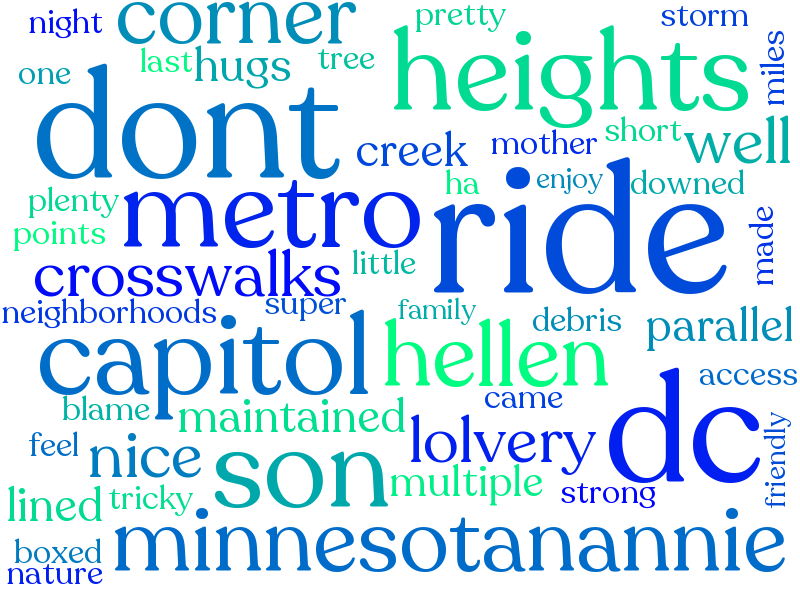 night
corner
pretty
storm
one
last
hugs
tree
heights
miles
dont
creek
mother
short
well
plenty
metro
ha
enjoy
downed
points
ride
made
crosswalks
little
neighborhoods
super
family
debris
parallel
capitol
hellen
access
blame
maintained
came
dc
feel
nice
son
lolvery
friendly
lined
tricky
multiple
strong
boxed
minnesotanannie
nature